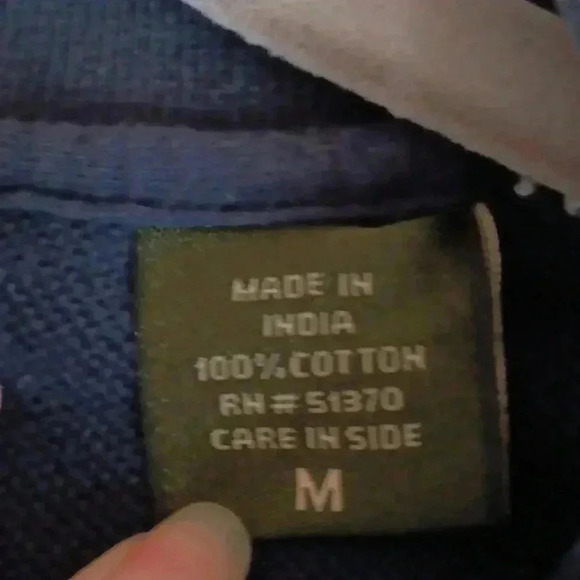 MADE IN
INDIA
100% COTTON
RN # 51370
CARE IN SIDE
M